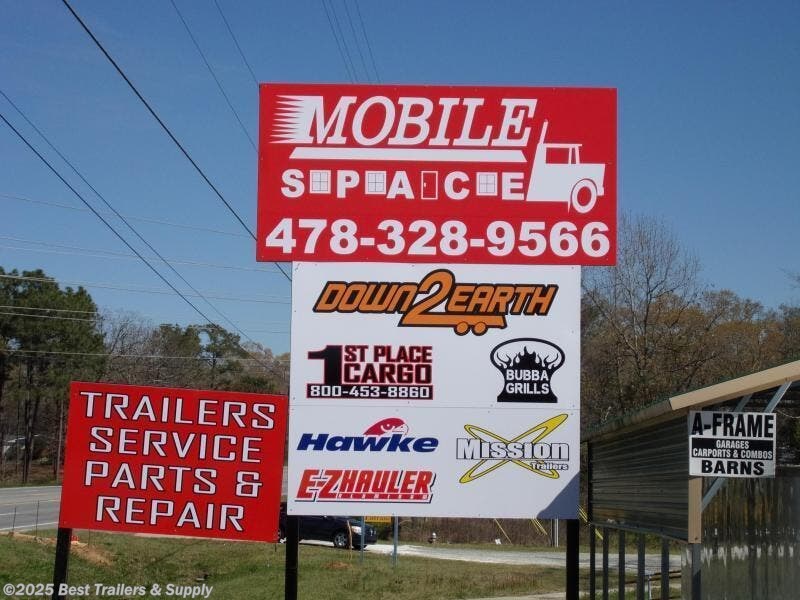 MOBILE
SPACE
478-328-9566
DOWN2EARTH
1ST PLACE
CARGO
800-453-8860
BUBBA
GRILLS
Hawke
Mission
Trailers
E-ZHAULER
TRAILERS
SERVICE
PARTS &
REPAIR
A-FRAME
GARAGES
CARPORTS & COMBOS
BARNS
©2025 Best Trailers & Supply